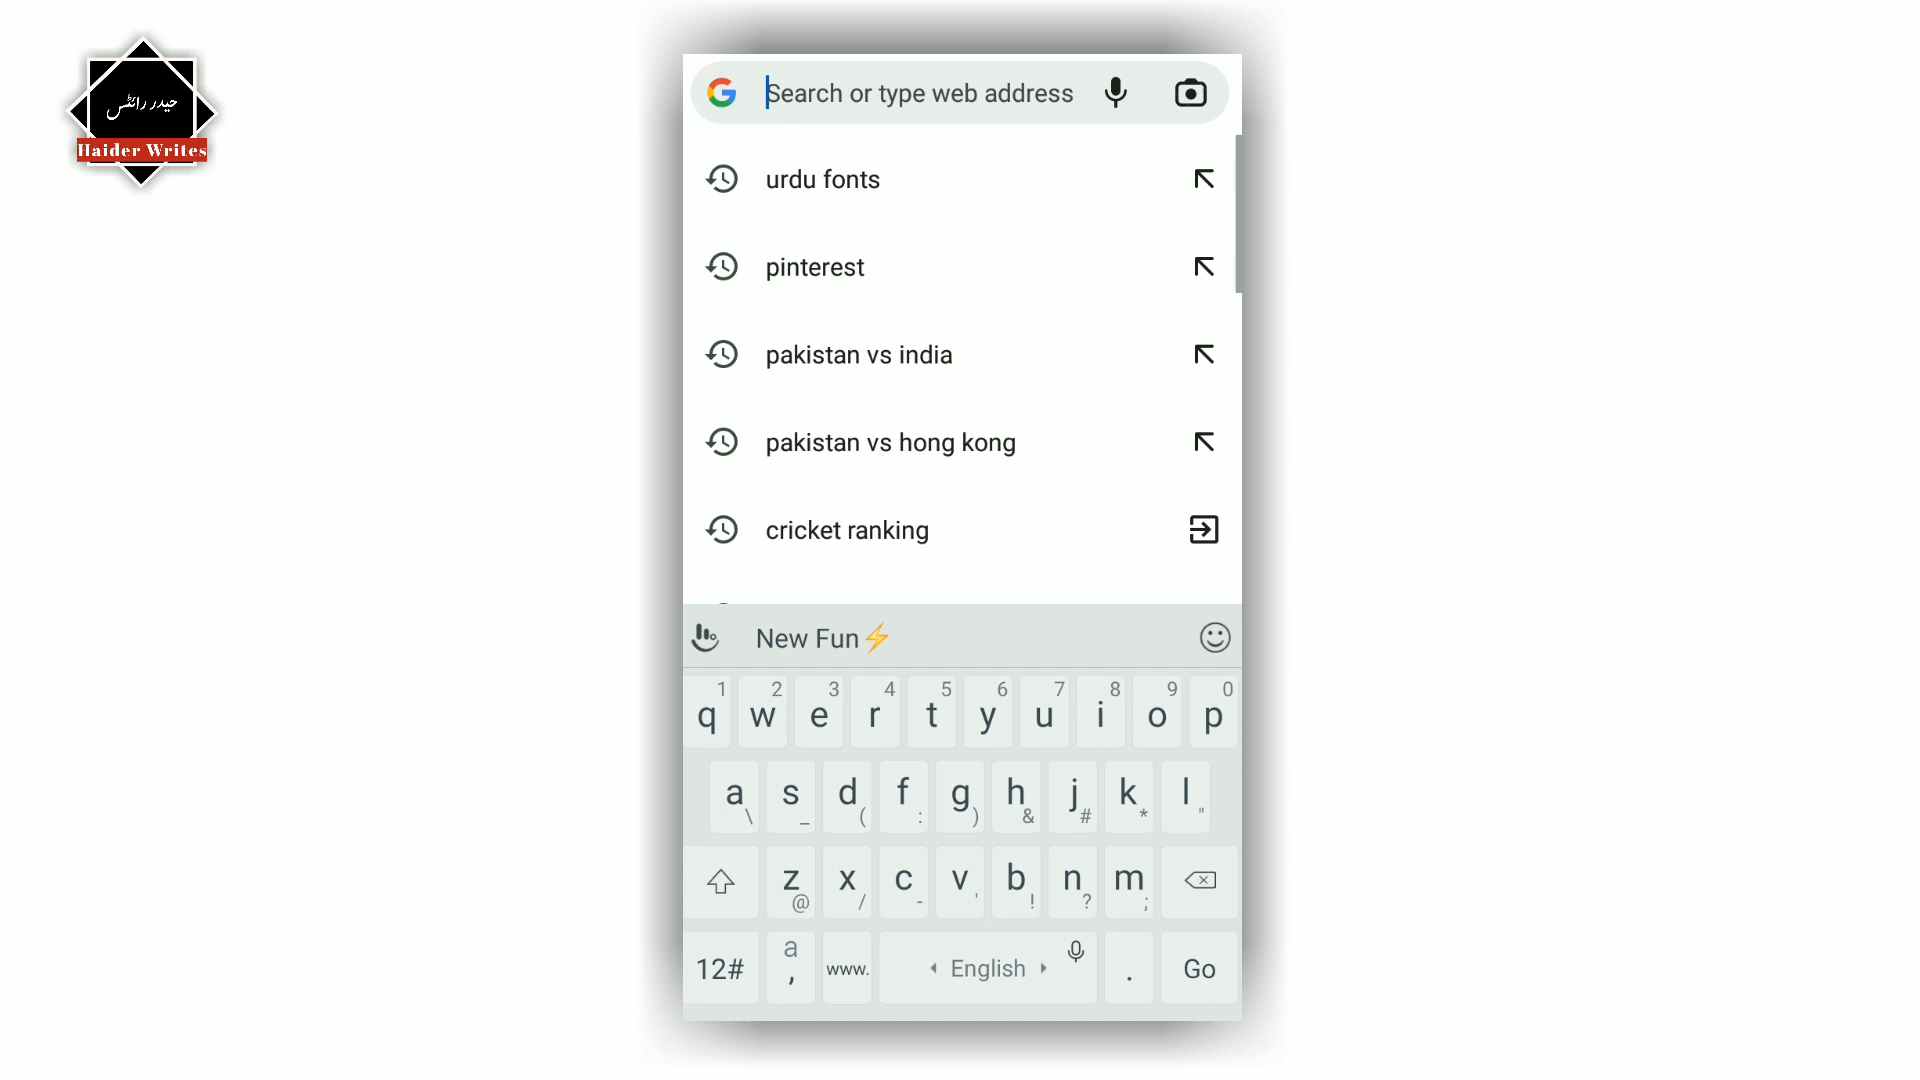 حیدر رائٹس
Haider Writes
Search or type web address
urdu fonts
pinterest
pakistan vs india
pakistan vs hong kong
cricket ranking
New Fun⚡
1 2 3 4 5 6 7 8 9 0
q w e r t y u i o p
a s d f g h j k l
\ _ ( : ) & # * "
z x c v b n m
@ / - ' ! ? ;
12# a , www. English . Go